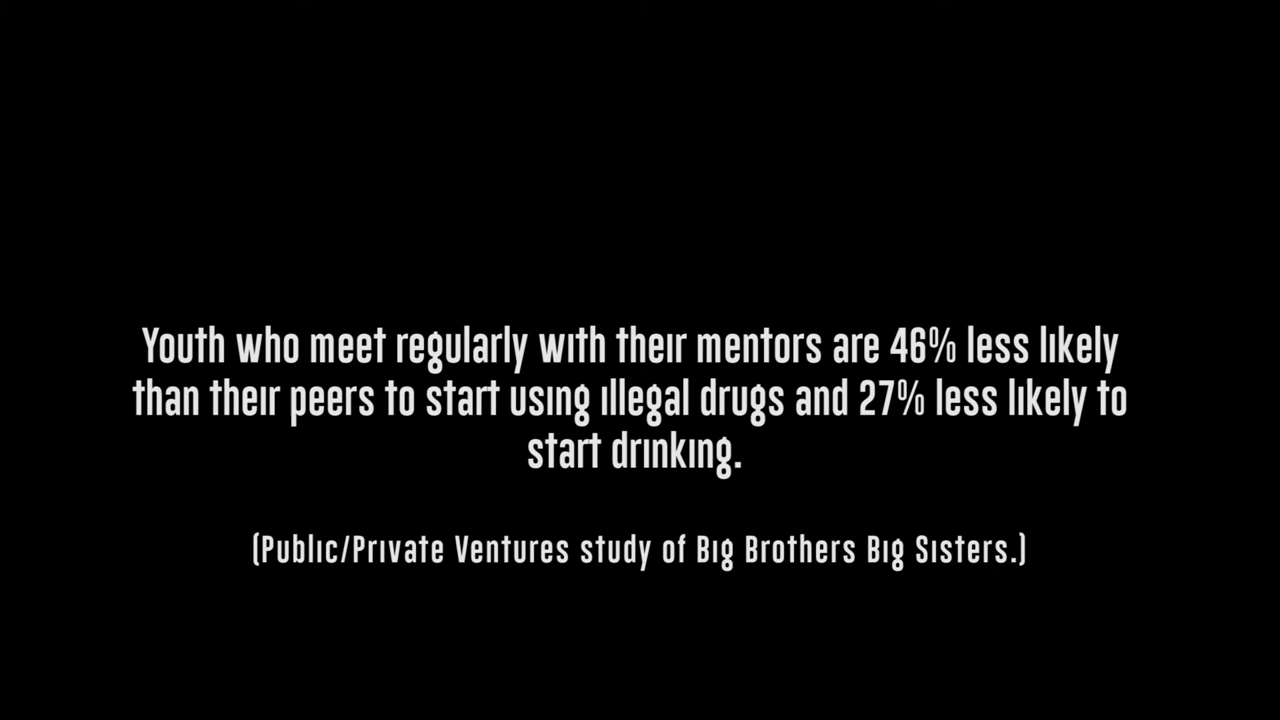 Youth who meet regularly with their mentors are 46% less likely
than their peers to start using illegal drugs and 27% less likely to
start drinking.
(Public/Private Ventures study of Big Brothers Big Sisters.)